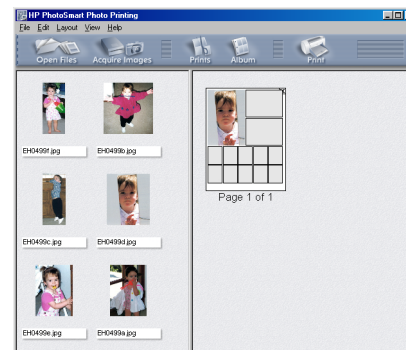 HP PhotoSmart Photo Printing
File Edit Layout View Help
Open Files Acquire Images Prints Album Print
EH0499f.jpg EH0499b.jpg
Page 1 of 1
EH0499c.jpg EH0499d.jpg
EH0499e.jpg EH0499a.jpg